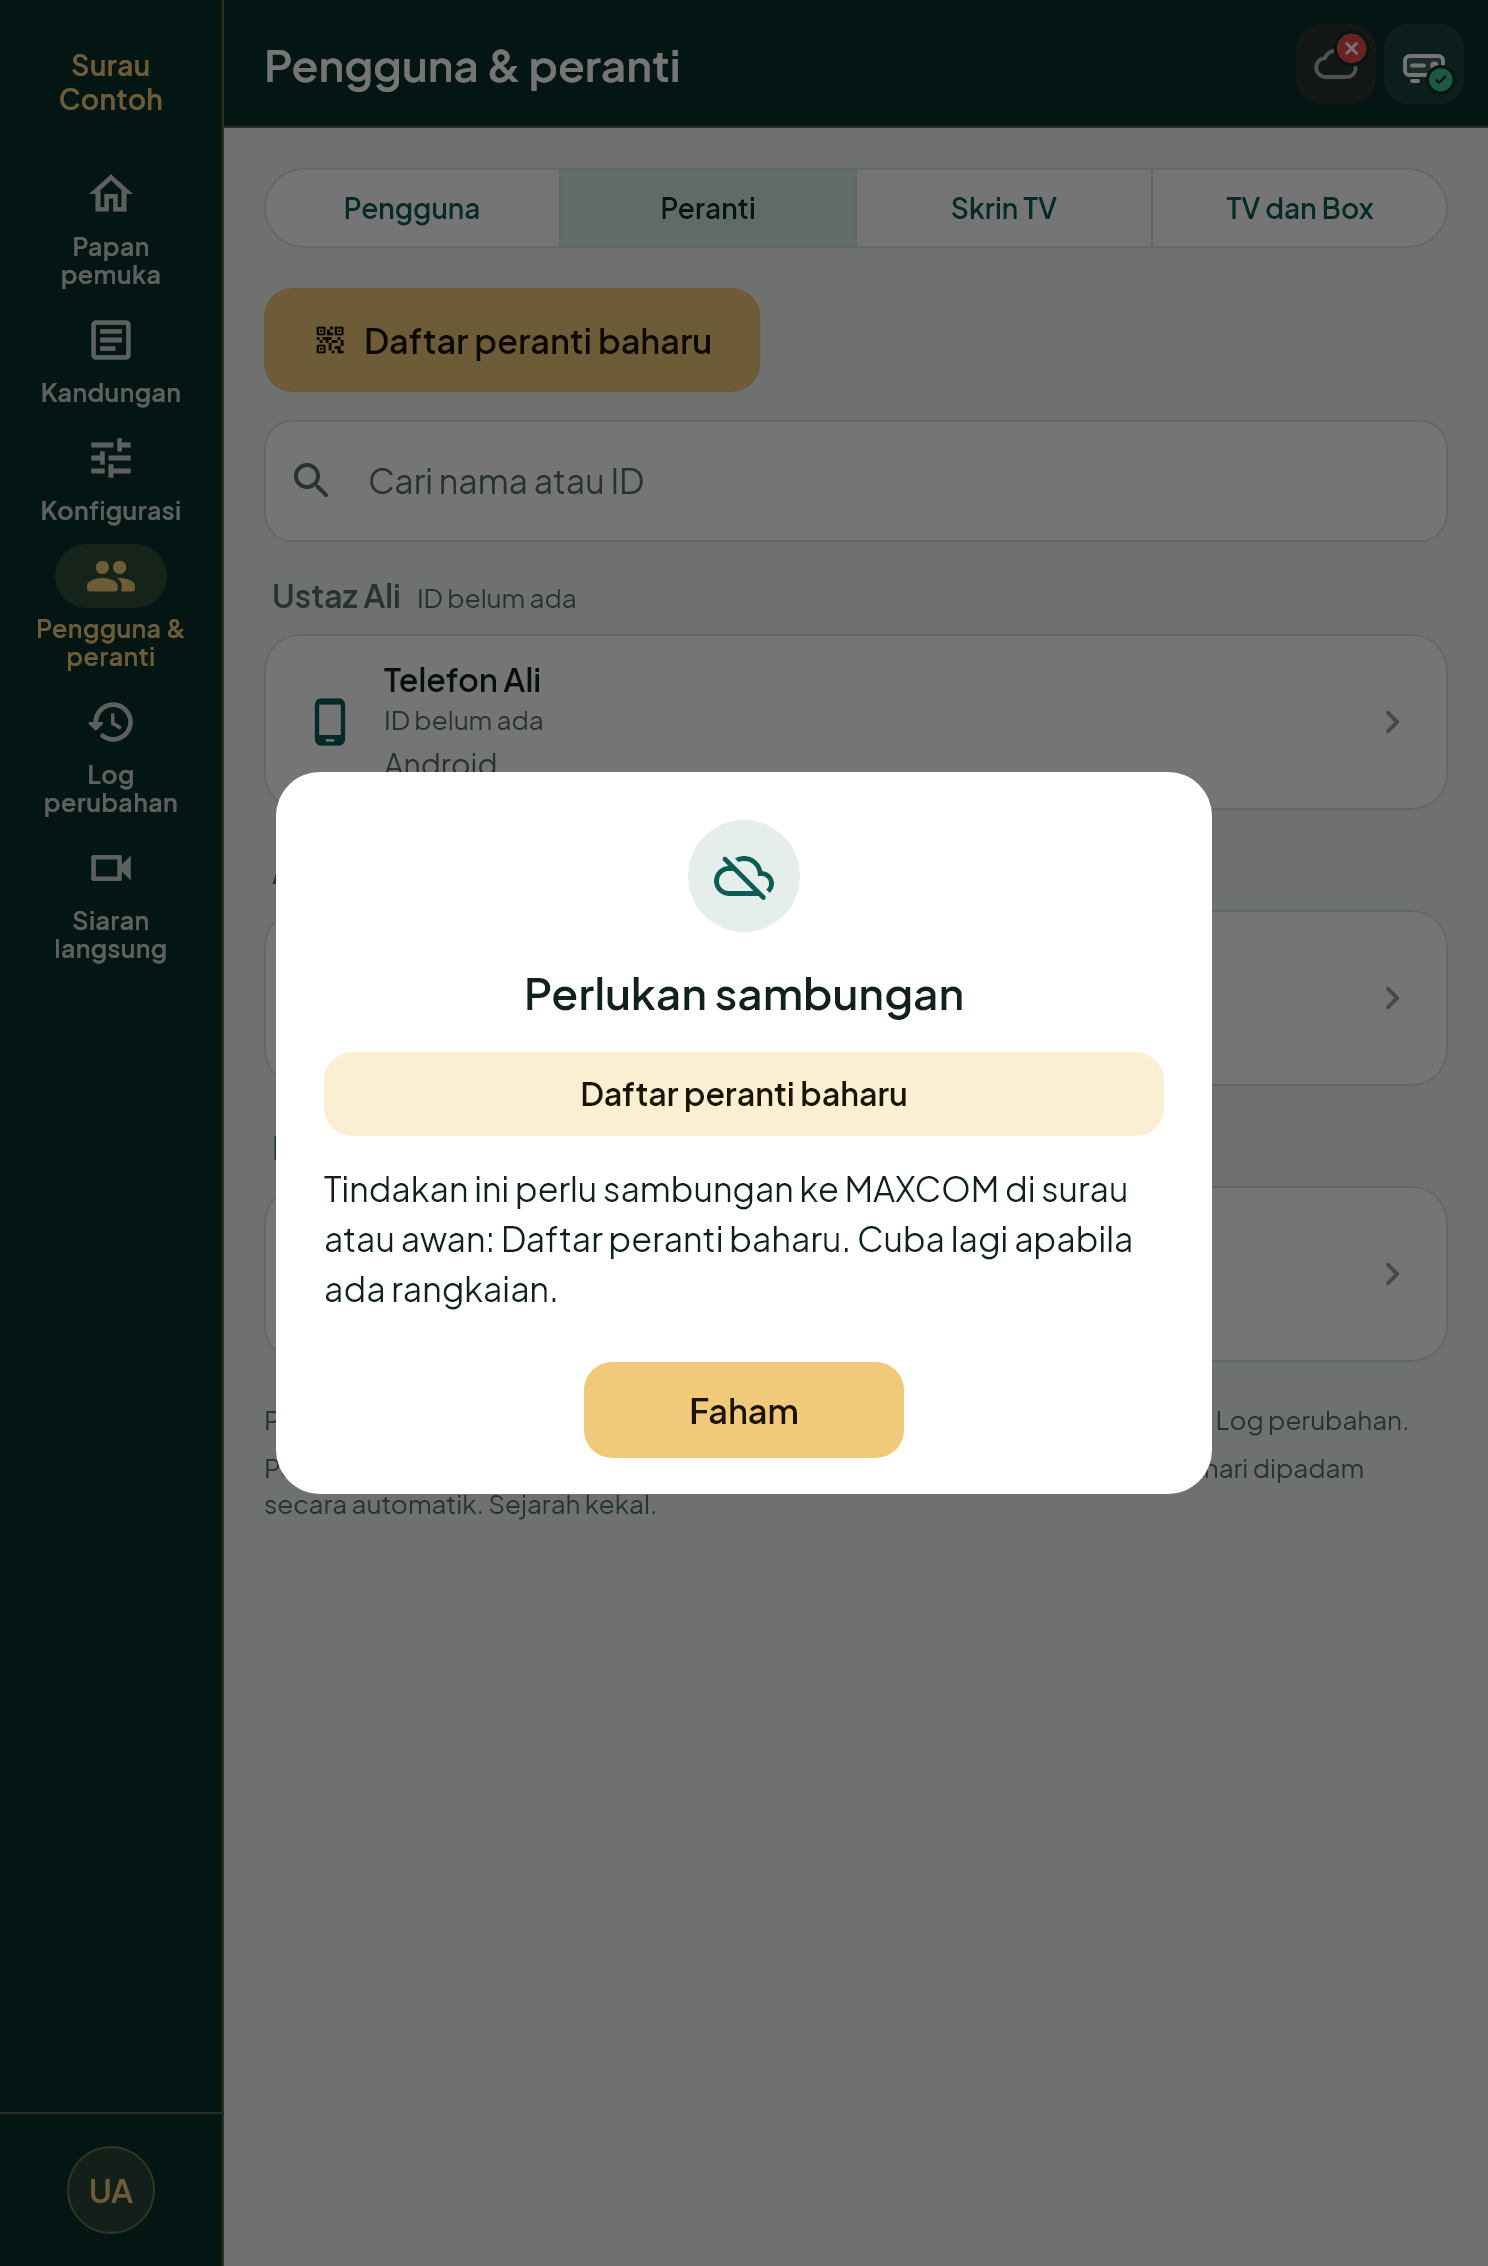 Surau
Contoh
Papan
pemuka
Kandungan
Konfigurasi
Pengguna &
peranti
Log
perubahan
Siaran
langsung
UA
Pengguna & peranti
Pengguna
Peranti
Skrin TV
TV dan Box
Daftar peranti baharu
Cari nama atau ID
Ustaz Ali ID belum ada
Telefon Ali
ID belum ada
Android
Perlukan sambungan
Daftar peranti baharu
Tindakan ini perlu sambungan ke MAXCOM di surau
atau awan: Daftar peranti baharu. Cuba lagi apabila
ada rangkaian.
Faham
Log perubahan.
hari dipadam
secara automatik. Sejarah kekal.